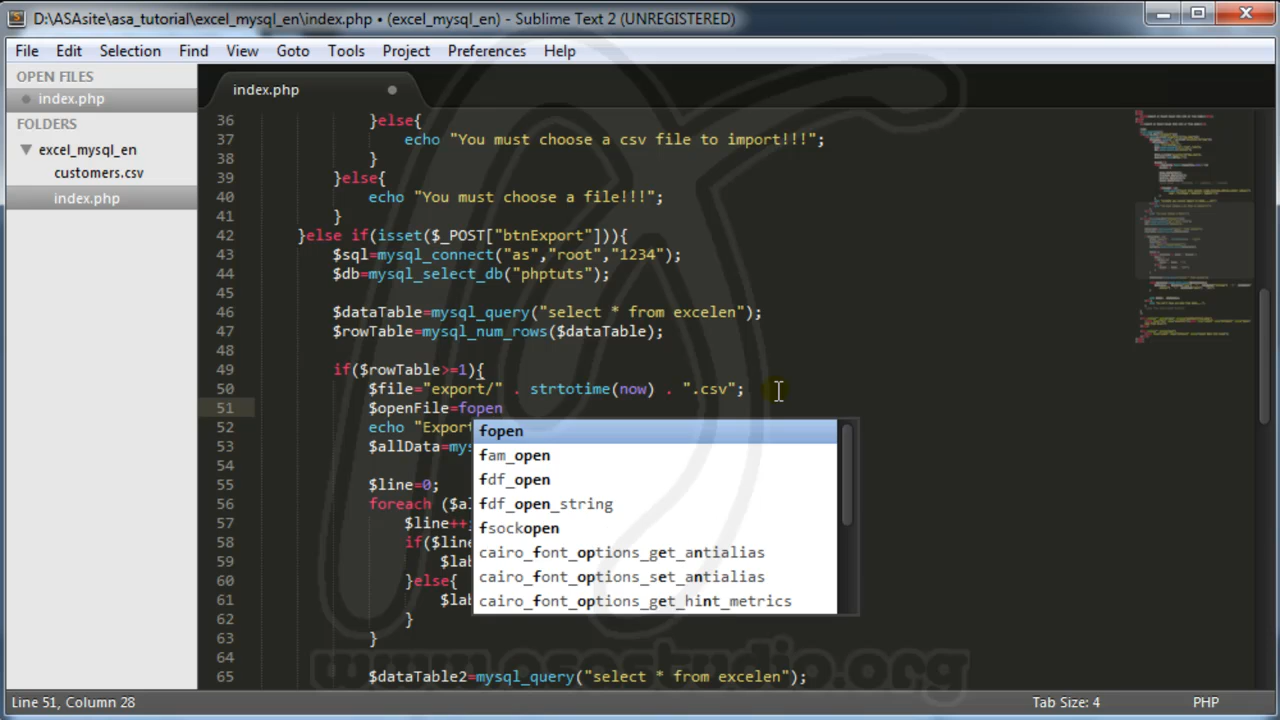 D:\ASAsite\asa_tutorial\excel_mysql_en\index.php • (excel_mysql_en) - Sublime Text 2 (UNREGISTERED)
File Edit Selection Find View Goto Tools Project Preferences Help
OPEN FILES
index.php
FOLDERS
excel_mysql_en
customers.csv
index.php
index.php
36 }else{
37 echo "You must choose a csv file to import!!!";
38 }
39 }else{
40 echo "You must choose a file!!!";
41 }
42 }else if(isset($_POST["btnExport"])){
43 $sql=mysql_connect("as","root","1234");
44 $db=mysql_select_db("phptuts");
45
46 $dataTable=mysql_query("select * from excelen");
47 $rowTable=mysql_num_rows($dataTable);
48
49 if($rowTable>=1){
50 $file="export/" . strtotime(now) . ".csv";
51 $openFile=fopen
52 echo "Export
53 $allData=mys
54
55 $line=0;
56 foreach ($al
57 $line++;
58 if($line
59 $lab
60 }else{
61 $lab
62 }
63 }
64
65 $dataTable2=mysql_query("select * from excelen");
fopen
fam_open
fdf_open
fdf_open_string
fsockopen
cairo_font_options_get_antialias
cairo_font_options_set_antialias
cairo_font_options_get_hint_metrics
www.asastudio.org
Line 51, Column 28 Tab Size: 4 PHP